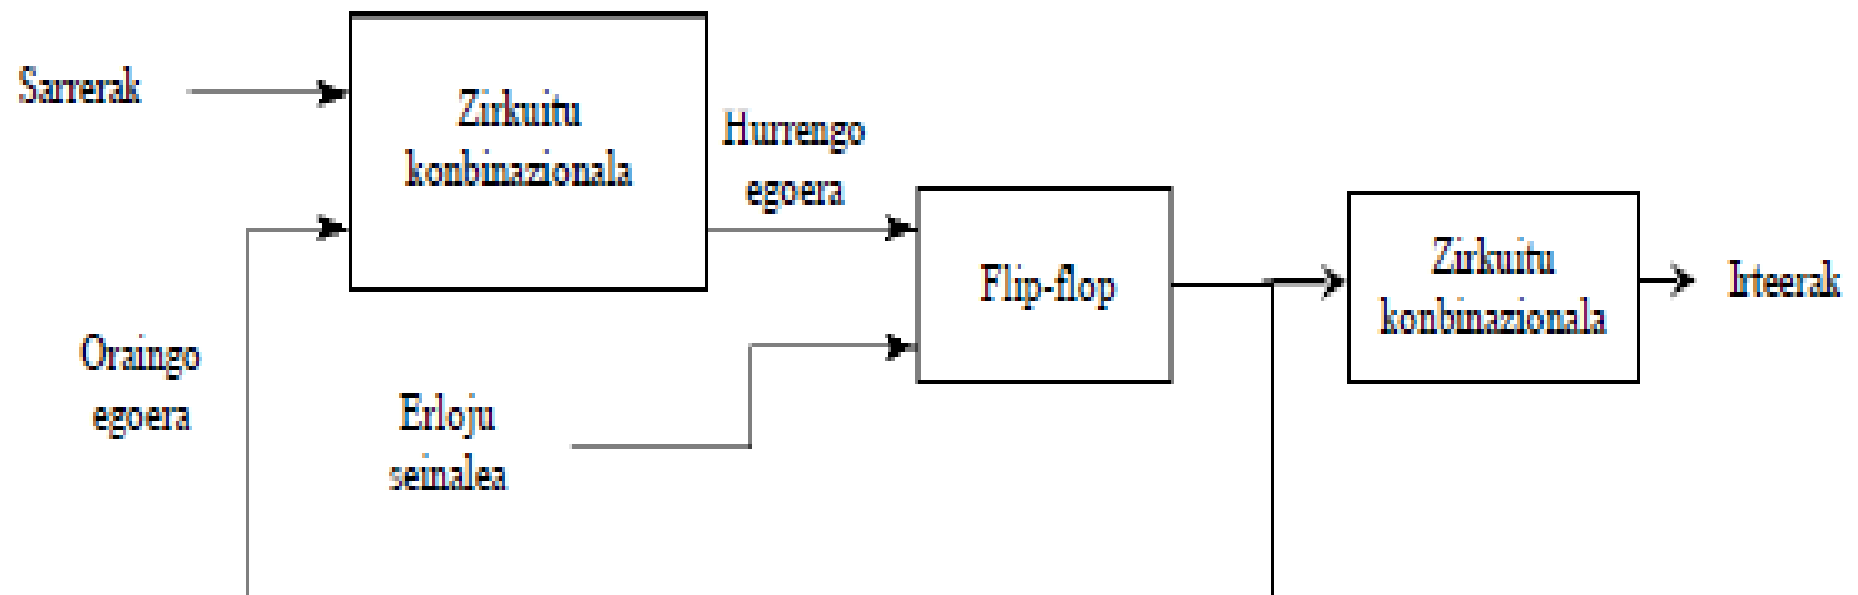 Sarrerak
Zirkuitu
konbinazionala
Hurrengo
egoera
Flip-flop
Zirkuitu
konbinazionala
Irteerak
Oraingo
egoera
Erloju
seinalea